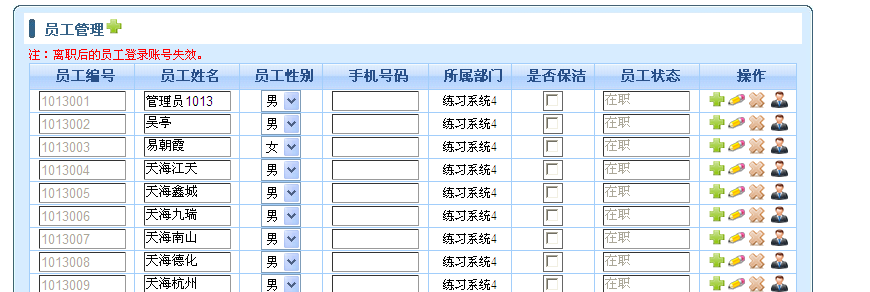 员工管理
注：离职后的员工登录账号失效。
员工编号 员工姓名 员工性别 手机号码 所属部门 是否保洁 员工状态 操作
1013001 管理员1013 男 练习系统4 在职
1013002 吴亭 男 练习系统4 在职
1013003 易朝霞 女 练习系统4 在职
1013004 天海江天 男 练习系统4 在职
1013005 天海鑫城 男 练习系统4 在职
1013006 天海九瑞 男 练习系统4 在职
1013007 天海南山 男 练习系统4 在职
1013008 天海德化 男 练习系统4 在职
1013009 天海杭州 男 练习系统4 在职